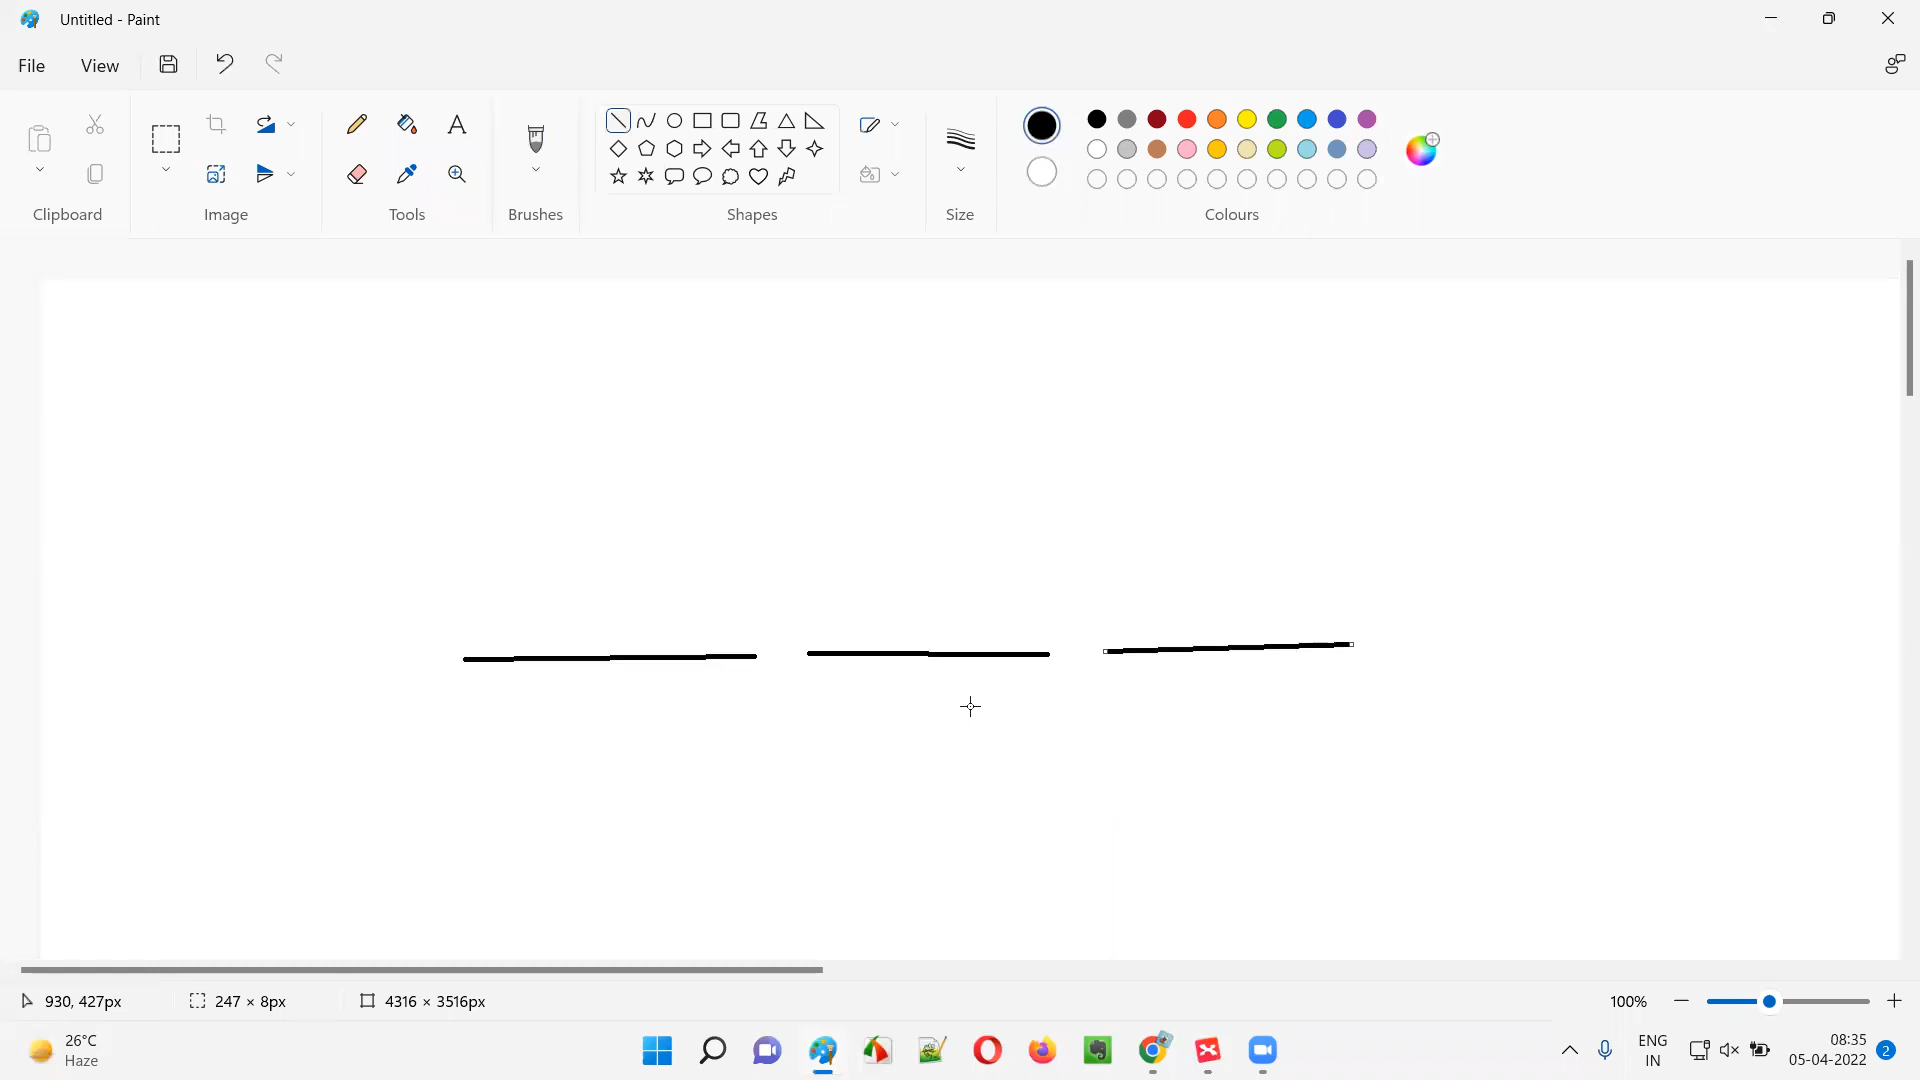 Untitled - Paint
File View
Clipboard Image Tools Brushes Shapes Size Colours
930, 427px 247 × 8px 4316 × 3516px 100%
26°C
Haze
ENG
IN
08:35
05-04-2022 2